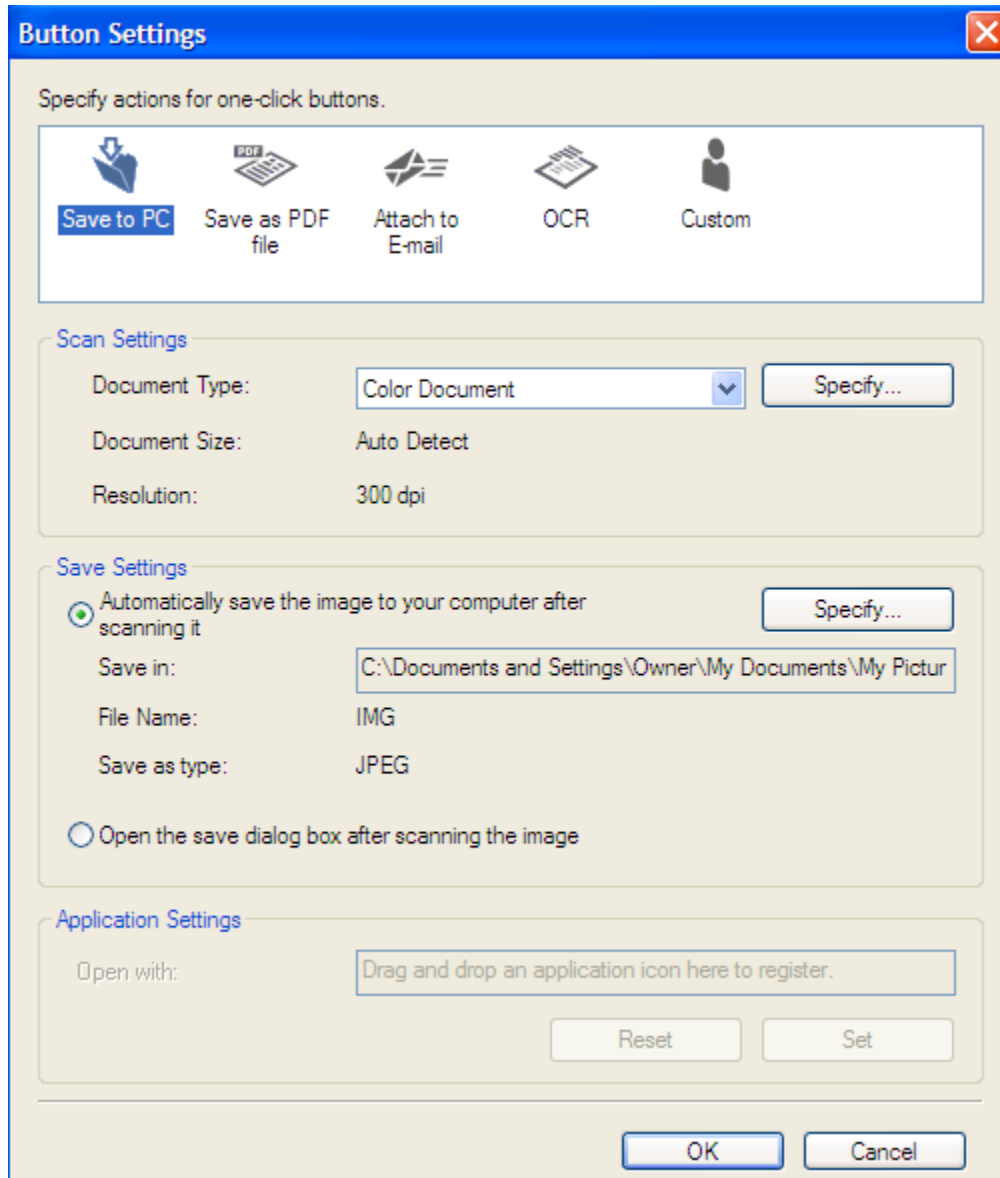 Button Settings
Specify actions for one-click buttons.
PDF
Save to PC
Save as PDF
file
Attach to
E-mail
OCR
Custom
Scan Settings
Document Type: Color Document Specify...
Document Size: Auto Detect
Resolution: 300 dpi
Save Settings
Automatically save the image to your computer after
scanning it
Specify...
Save in: C:\Documents and Settings\Owner\My Documents\My Pictur
File Name: IMG
Save as type: JPEG
Open the save dialog box after scanning the image
Application Settings
Open with: Drag and drop an application icon here to register.
Reset Set
OK Cancel